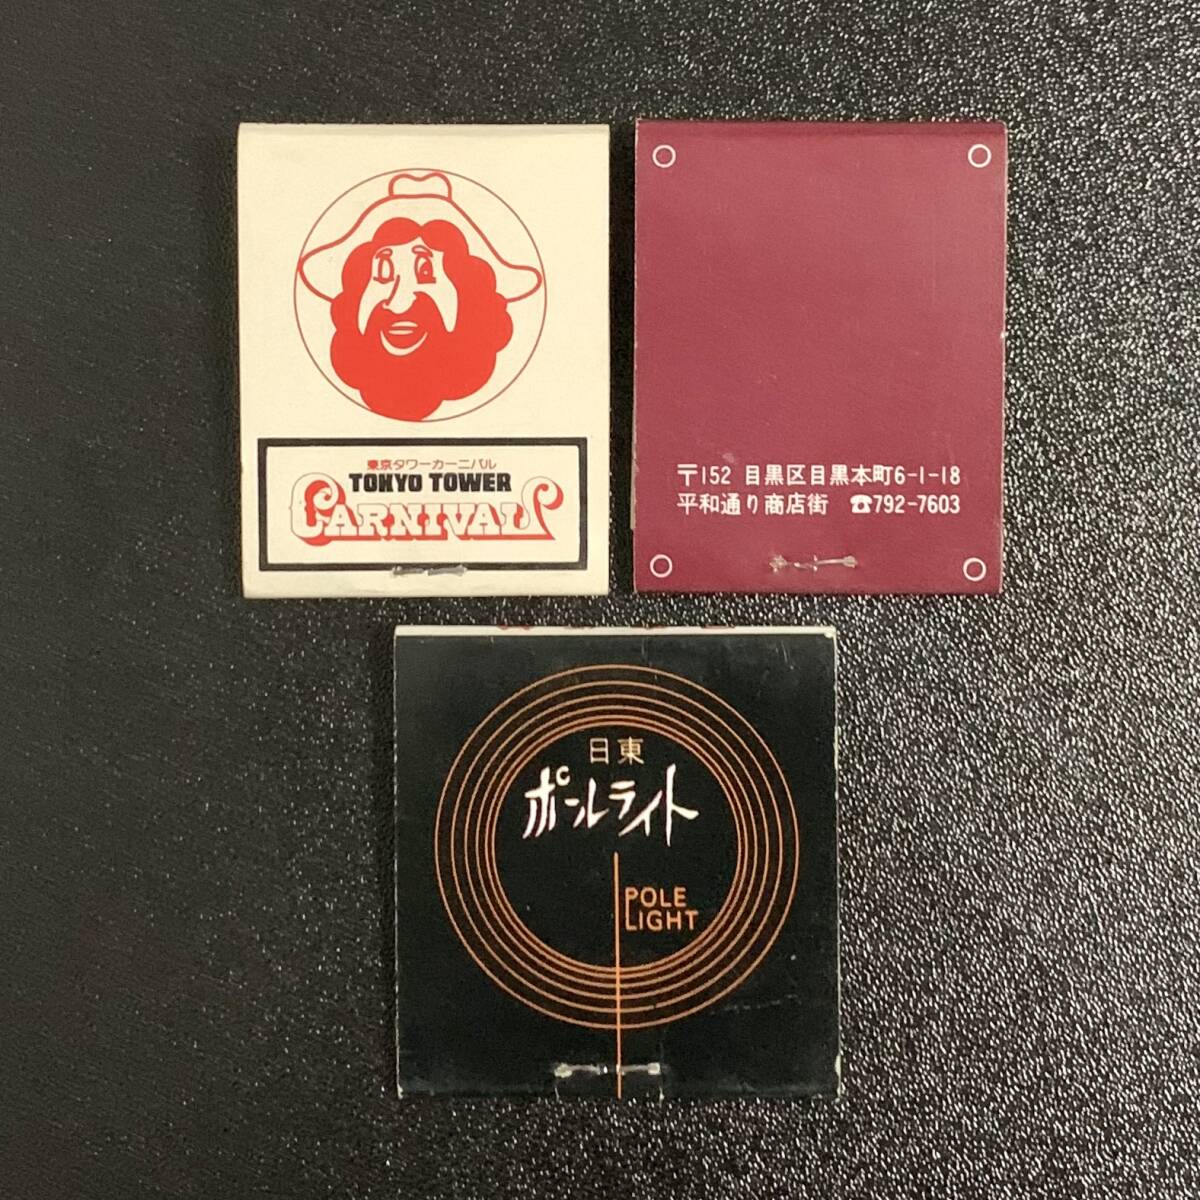 東京タワーカーニバル
TOKYO TOWER
CARNIVAL
〒152 目黒区目黒本町6-1-18
平和通り商店街 ☎792-7603
日東
ポールライト
POLE
LIGHT